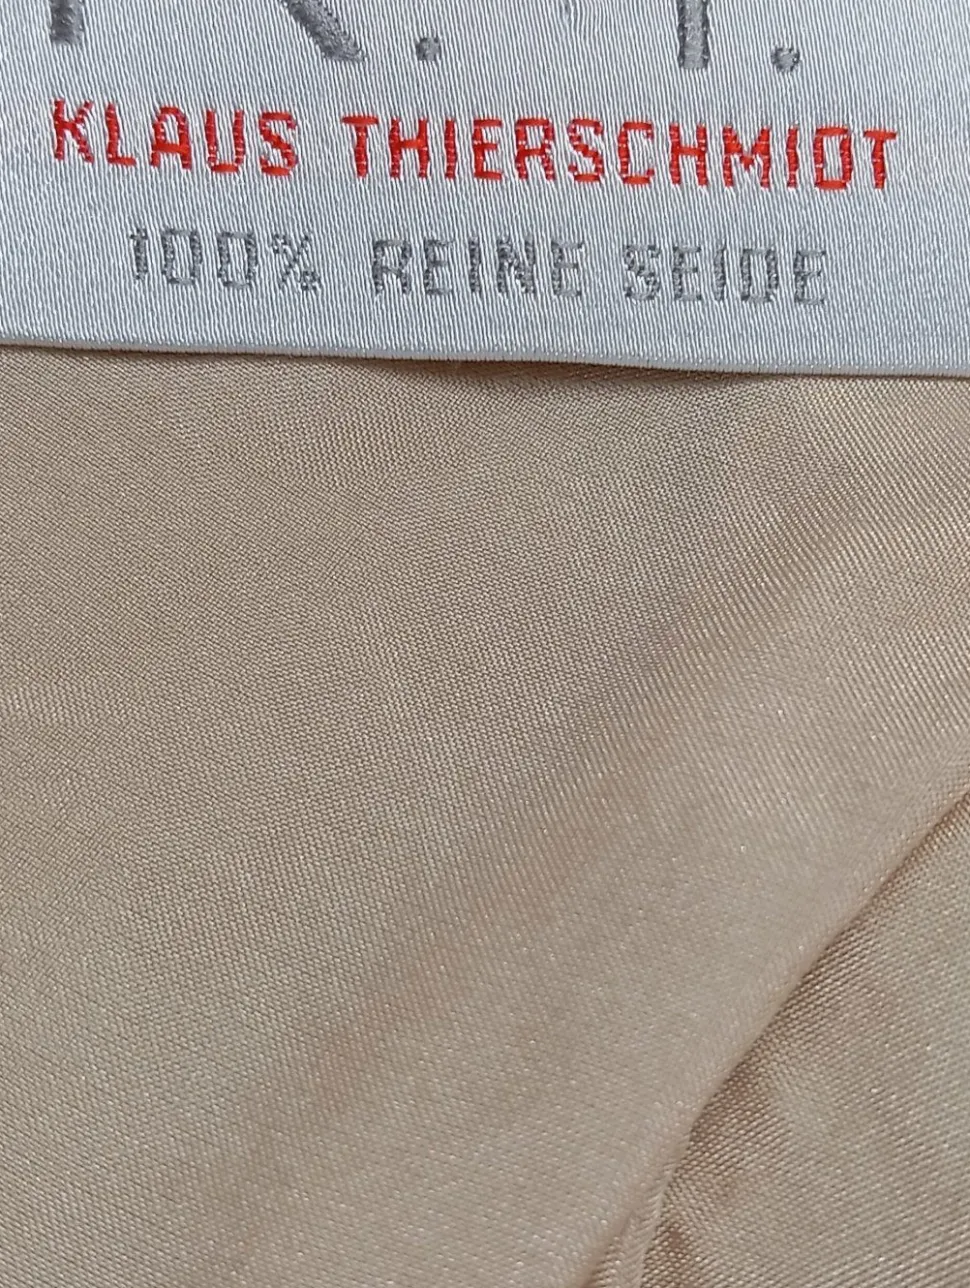 K. T.
KLAUS THIERSCHMIDT
100% REINE SEIDE